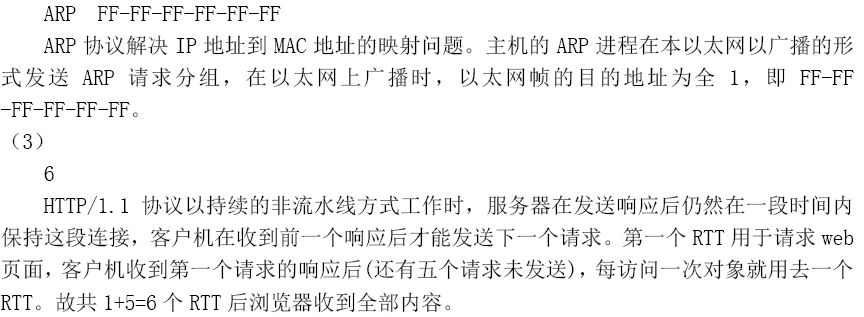 ARP FF-FF-FF-FF-FF-FF
ARP 协议解决 IP 地址到 MAC 地址的映射问题。主机的 ARP 进程在本以太网以广播的形
式发送 ARP 请求分组，在以太网上广播时，以太网帧的目的地址为全 1，即 FF-FF
-FF-FF-FF-FF。
（3）
6
HTTP/1.1 协议以持续的非流水线方式工作时，服务器在发送响应后仍然在一段时间内
保持这段连接，客户机在收到前一个响应后才能发送下一个请求。第一个 RTT 用于请求 web
页面，客户机收到第一个请求的响应后(还有五个请求未发送)，每访问一次对象就用去一个
RTT。故共 1+5=6 个 RTT 后浏览器收到全部内容。